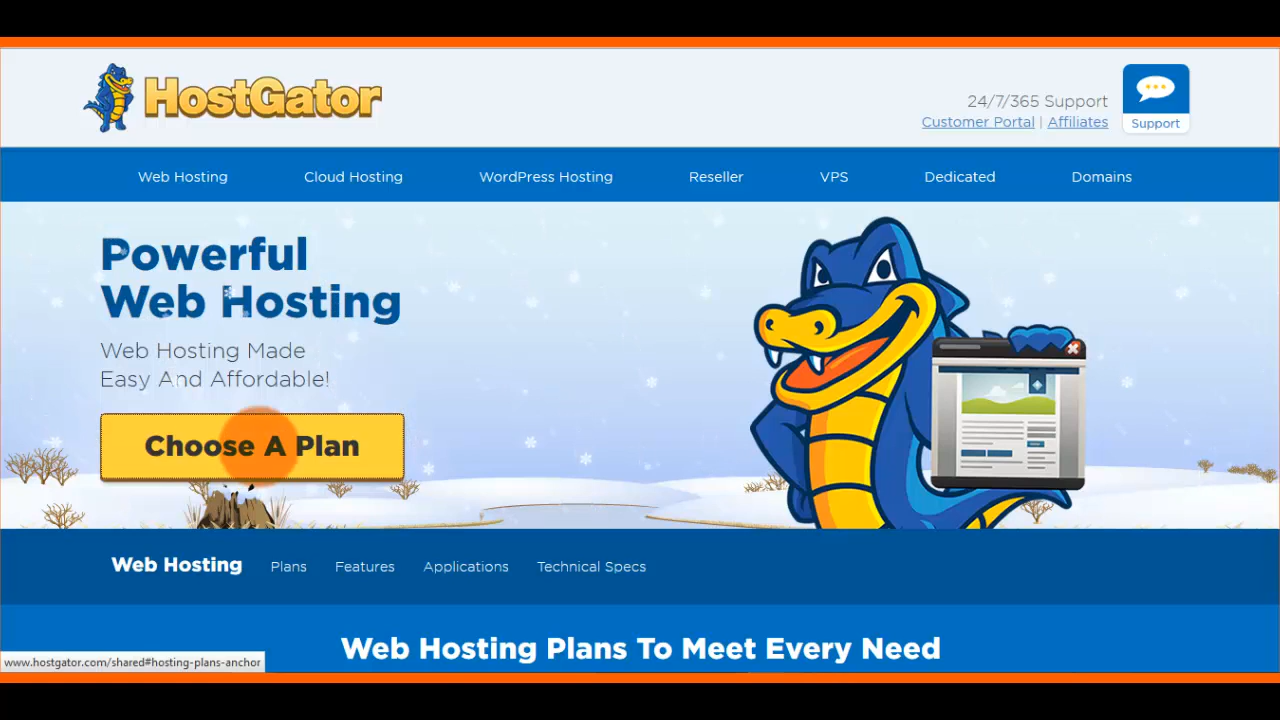 HostGator
24/7/365 Support
Customer Portal | Affiliates
Support
Web Hosting Cloud Hosting WordPress Hosting Reseller VPS Dedicated Domains
Powerful
Web Hosting
Web Hosting Made
Easy And Affordable!
Choose A Plan
Web Hosting Plans Features Applications Technical Specs
Web Hosting Plans To Meet Every Need
www.hostgator.com/shared#hosting-plans-anchor